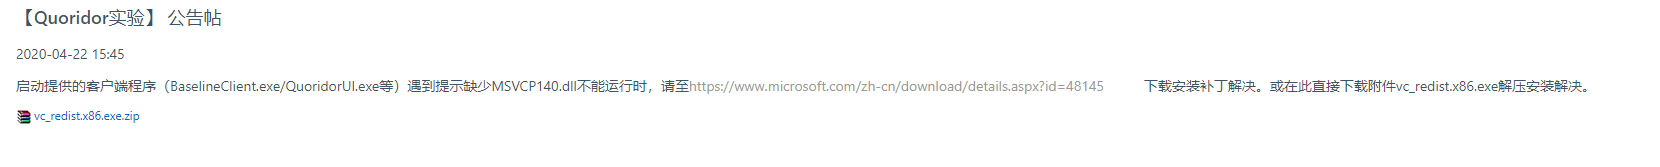 【Quoridor实验】 公告帖
2020-04-22 15:45
启动提供的客户端程序（BaselineClient.exe/QuoridorUI.exe等）遇到提示缺少MSVCP140.dll不能运行时，请至https://www.microsoft.com/zh-cn/download/details.aspx?id=48145 下载安装补丁解决。或在此直接下载附件vc_redist.x86.exe解压安装解决。
vc_redist.x86.exe.zip